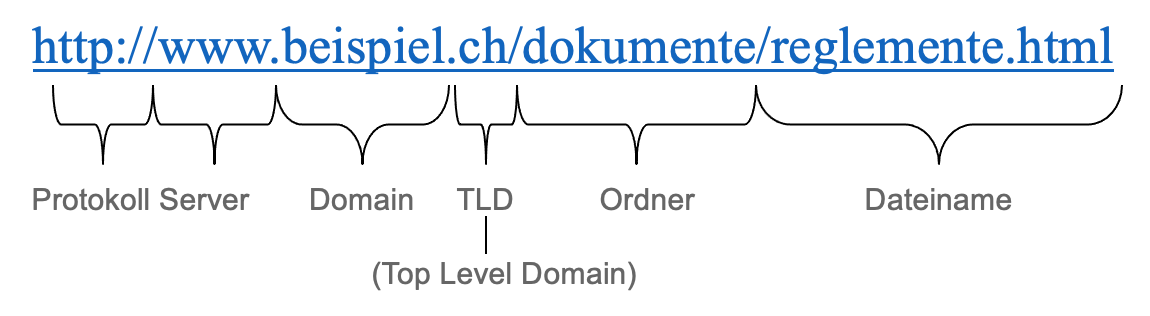 http://www.beispiel.ch/dokumente/reglemente.html
Protokoll Server Domain TLD Ordner Dateiname
(Top Level Domain)